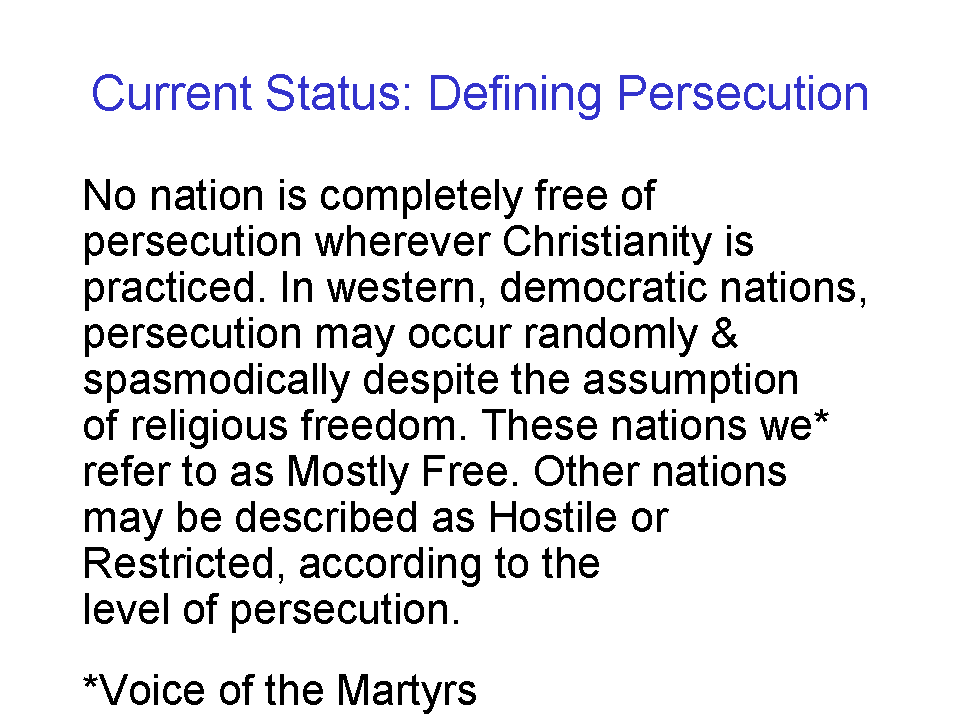 Current Status: Defining Persecution
No nation is completely free of
persecution wherever Christianity is
practiced. In western, democratic nations,
persecution may occur randomly &
spasmodically despite the assumption
of religious freedom. These nations we*
refer to as Mostly Free. Other nations
may be described as Hostile or
Restricted, according to the
level of persecution.
*Voice of the Martyrs